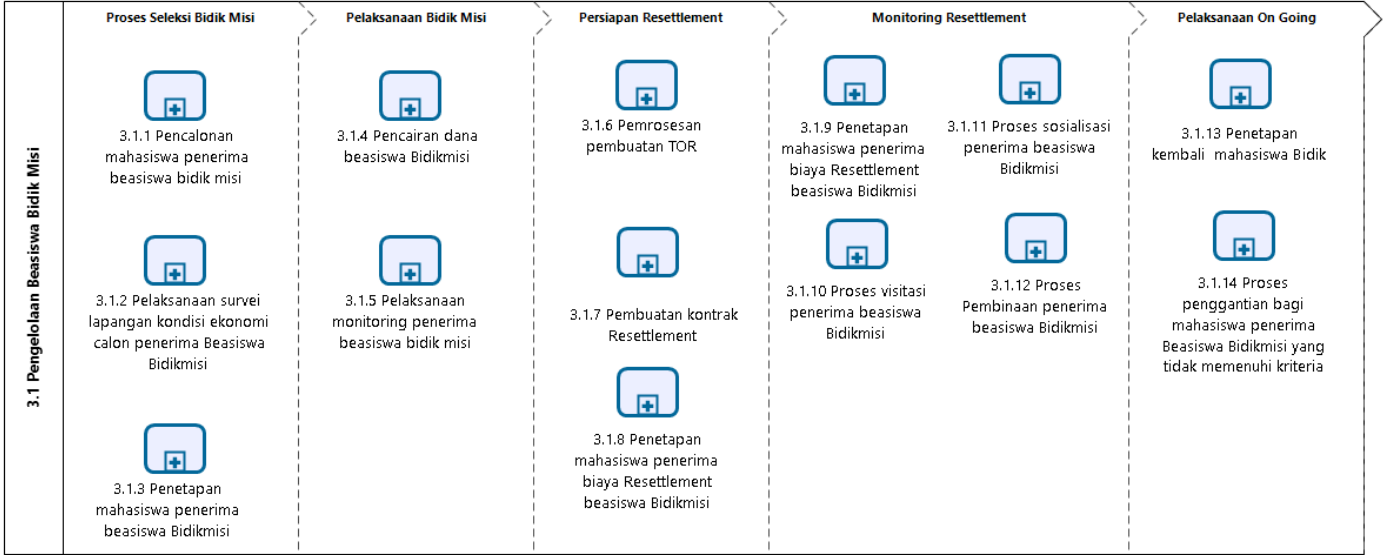 Proses Seleksi Bidik Misi
Pelaksanaan Bidik Misi
Persiapan Resettlement
Monitoring Resettlement
Pelaksanaan On Going
3.1 Pengelolaan Beasiswa Bidik Misi
3.1.1 Pencalonan
mahasiswa penerima
beasiswa bidik misi
3.1.2 Pelaksanaan survei
lapangan kondisi ekonomi
calon penerima Beasiswa
Bidikmisi
3.1.3 Penetapan
mahasiswa penerima
beasiswa Bidikmisi
3.1.4 Pencairan dana
beasiswa Bidikmisi
3.1.5 Pelaksanaan
monitoring penerima
beasiswa bidik misi
3.1.6 Pemrosesan
pembuatan TOR
3.1.7 Pembuatan kontrak
Resettlement
3.1.8 Penetapan
mahasiswa penerima
biaya Resettlement
beasiswa Bidikmisi
3.1.9 Penetapan
mahasiswa penerima
biaya Resettlement
beasiswa Bidikmisi
3.1.10 Proses visitasi
penerima beasiswa
Bidikmisi
3.1.11 Proses sosialisasi
penerima beasiswa
Bidikmisi
3.1.12 Proses
Pembinaan penerima
beasiswa Bidikmisi
3.1.13 Penetapan
kembali mahasiswa Bidik
3.1.14 Proses
penggantian bagi
mahasiswa penerima
Beasiswa Bidikmisi yang
tidak memenuhi kriteria